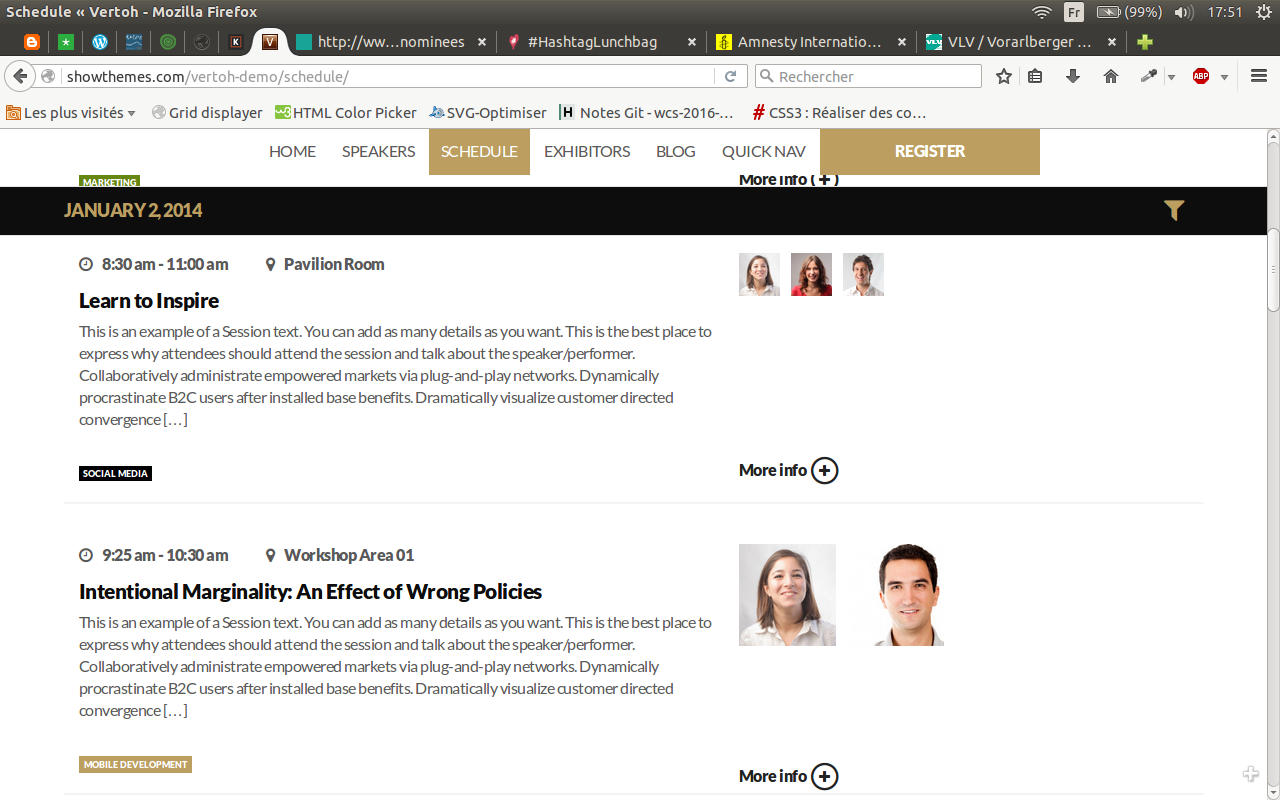 Schedule « Vertoh - Mozilla Firefox
Fr
(99%)
17:51
http://ww...nominees
#HashtagLunchbag
Amnesty Internatio...
VLV / Vorarlberger ...
showthemes.com/vertoh-demo/schedule/
Rechercher
ABP
Les plus visités
Grid displayer
HTML Color Picker
SVG-Optimiser
Notes Git - wcs-2016-...
CSS3 : Réaliser des co...
HOME
SPEAKERS
SCHEDULE
EXHIBITORS
BLOG
QUICK NAV
REGISTER
MARKETING
More info
JANUARY 2, 2014
8:30 am - 11:00 am
Pavilion Room
Learn to Inspire
This is an example of a Session text. You can add as many details as you want. This is the best place to
express why attendees should attend the session and talk about the speaker/performer.
Collaboratively administrate empowered markets via plug-and-play networks. Dynamically
procrastinate B2C users after installed base benefits. Dramatically visualize customer directed
convergence [...]
SOCIAL MEDIA
More info
9:25 am - 10:30 am
Workshop Area 01
Intentional Marginality: An Effect of Wrong Policies
This is an example of a Session text. You can add as many details as you want. This is the best place to
express why attendees should attend the session and talk about the speaker/performer.
Collaboratively administrate empowered markets via plug-and-play networks. Dynamically
procrastinate B2C users after installed base benefits. Dramatically visualize customer directed
convergence [...]
MOBILE DEVELOPMENT
More info